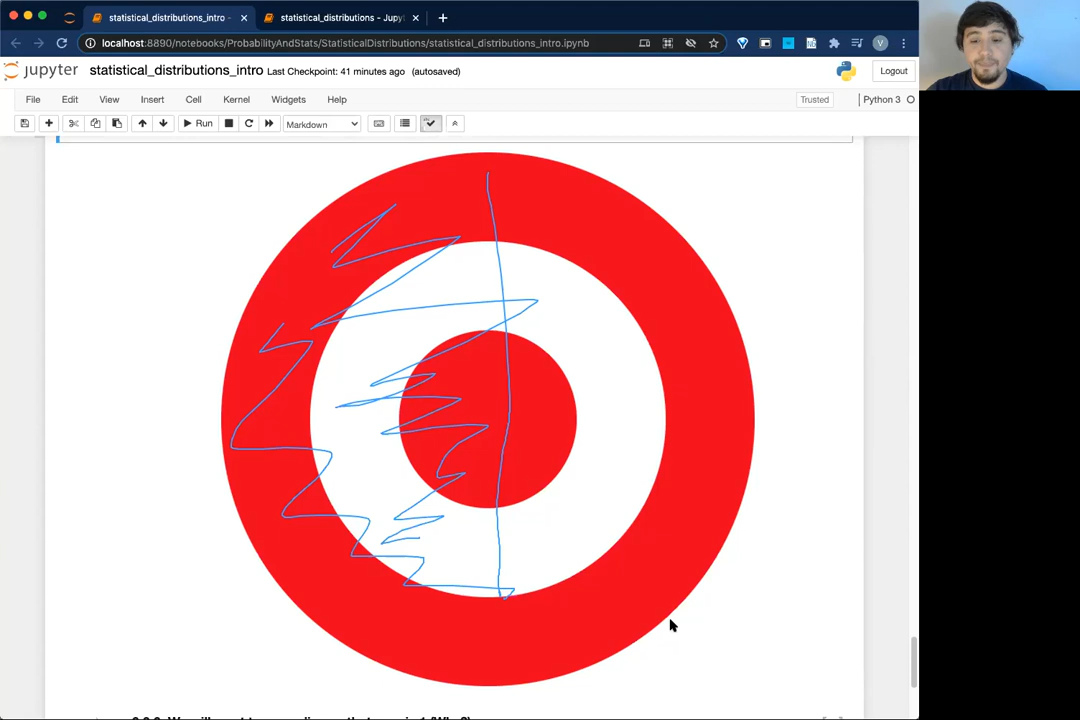 statistical_distributions_intro -
statistical_distributions - Jupyt
localhost:8890/notebooks/ProbabilityAndStats/StatisticalDistributions/statistical_distributions_intro.ipynb
V
jupyter statistical_distributions_intro Last Checkpoint: 41 minutes ago (autosaved)
Logout
File Edit View Insert Cell Kernel Widgets Help
Trusted Python 3
Run Markdown